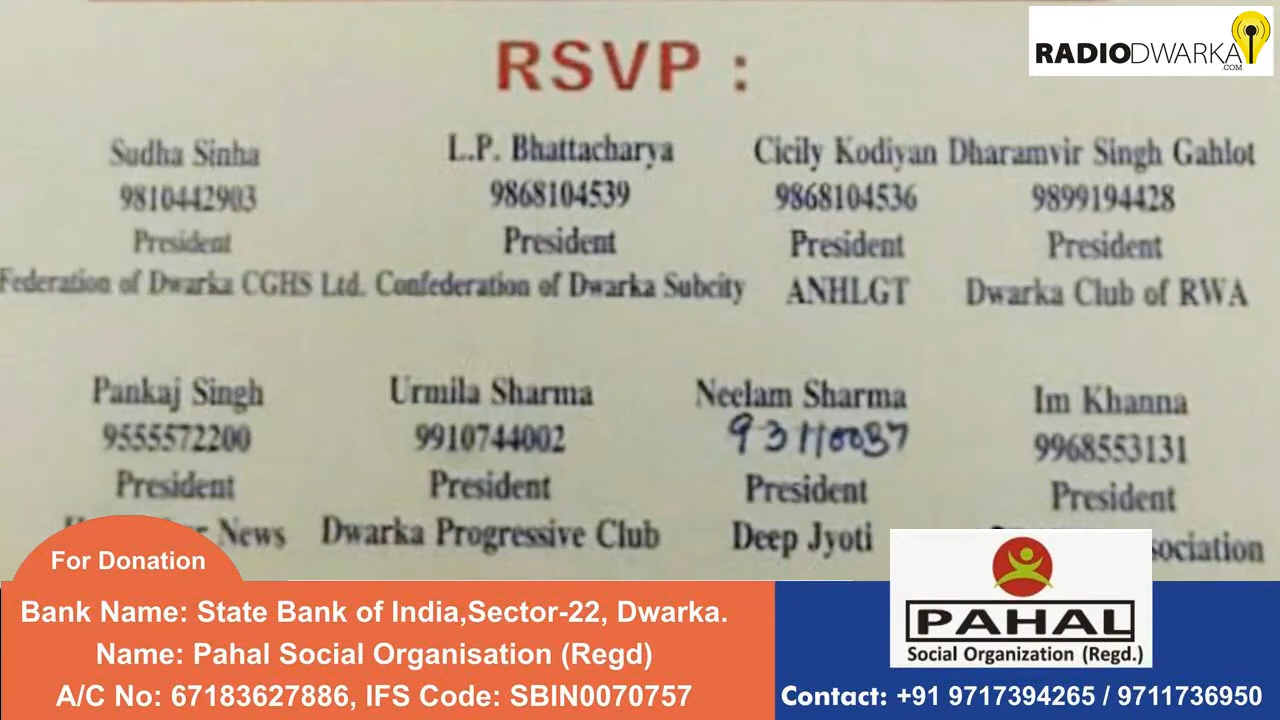 RADIODWARKA
.COM
RSVP :
Sudha Sinha
9810442903
President
Federation of Dwarka CGHS Ltd.
L.P. Bhattacharya
9868104539
President
Confederation of Dwarka Subcity
Cicily Kodiyan
9868104536
President
ANHLGT
Dharamvir Singh Gahlot
9899194428
President
Dwarka Club of RWA
Pankaj Singh
9555572200
President
News
Urmila Sharma
9910744002
President
Dwarka Progressive Club
Neelam Sharma
President
Deep Jyoti
Im Khanna
9968553131
President
For Donation
Bank Name: State Bank of India,Sector-22, Dwarka.
Name: Pahal Social Organisation (Regd)
A/C No: 67183627886, IFS Code: SBIN0070757
PAHAL
Social Organization (Regd.)
Contact: +91 9717394265 / 9711736950